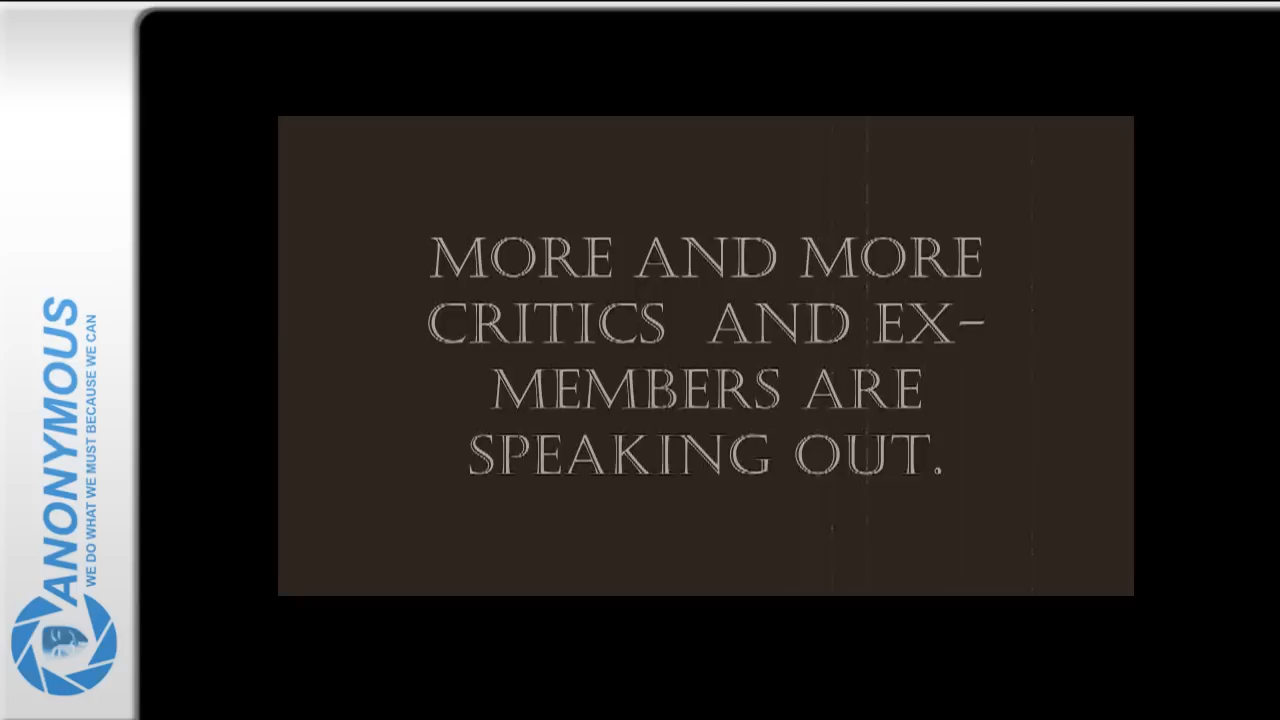 MORE AND MORE
CRITICS AND EX-
MEMBERS ARE
SPEAKING OUT.
ANONYMOUS
WE DO WHAT WE MUST BECAUSE WE CAN